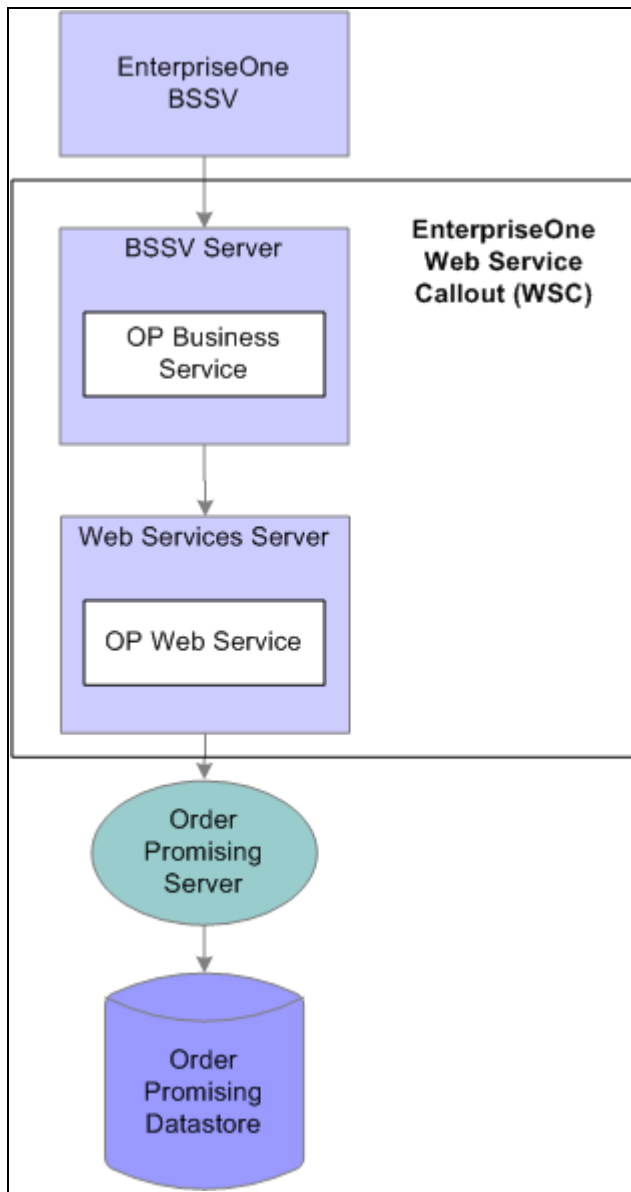 EnterpriseOne
BSSV
BSSV Server
EnterpriseOne
Web Service
Callout (WSC)
OP Business
Service
Web Services Server
OP Web Service
Order
Promising
Server
Order
Promising
Datastore